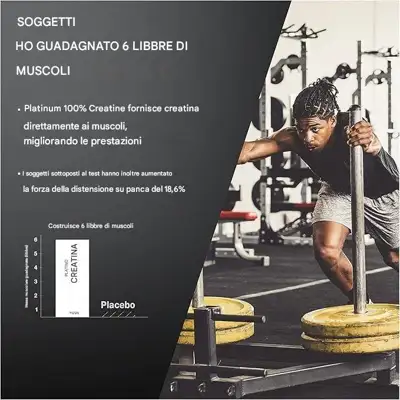 SOGGETTI
HO GUADAGNATO 6 LIBBRE DI
MUSCOLI
• Platinum 100% Creatine fornisce creatina
direttamente ai muscoli,
migliorando le prestazioni
• I soggetti sottoposti al test hanno inoltre aumentato
la forza della distensione su panca del 18,6%
Costruisce 6 libbre di muscoli
6
5
4
3
2
1
PLATINO
CREATINA
Placebo